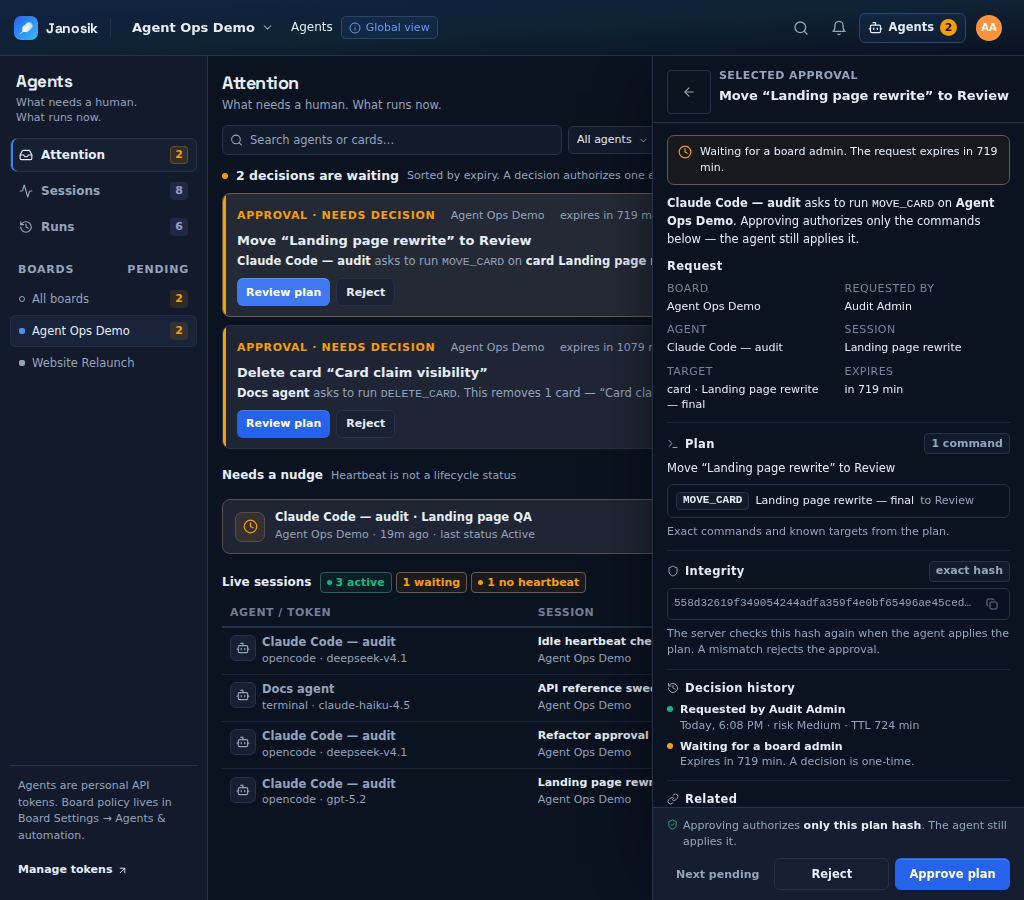 Janosik
Agent Ops Demo
Agents
Global view
Agents 2
AA
Agents
What needs a human.
What runs now.
Attention 2
Sessions 8
Runs 6
BOARDS PENDING
All boards 2
Agent Ops Demo 2
Website Relaunch
Agents are personal API
tokens. Board policy lives in
Board Settings → Agents &
automation.
Manage tokens
Attention
What needs a human. What runs now.
Search agents or cards…
All agents
2 decisions are waiting Sorted by expiry. A decision authorizes one
APPROVAL · NEEDS DECISION Agent Ops Demo expires in 719 m
Move “Landing page rewrite” to Review
Claude Code — audit asks to run MOVE_CARD on card Landing page
Review plan Reject
APPROVAL · NEEDS DECISION Agent Ops Demo expires in 1079
Delete card “Card claim visibility”
Docs agent asks to run DELETE_CARD. This removes 1 card — “Card cla
Review plan Reject
Needs a nudge Heartbeat is not a lifecycle status
Claude Code — audit · Landing page QA
Agent Ops Demo · 19m ago · last status Active
Live sessions 3 active 1 waiting 1 no heartbeat
AGENT / TOKEN SESSION
Claude Code — audit Idle heartbeat che
opencode · deepseek-v4.1 Agent Ops Demo
Docs agent API reference swe
terminal · claude-haiku-4.5 Agent Ops Demo
Claude Code — audit Refactor approval
opencode · deepseek-v4.1 Agent Ops Demo
Claude Code — audit Landing page rewr
opencode · gpt-5.2 Agent Ops Demo
SELECTED APPROVAL
Move “Landing page rewrite” to Review
Waiting for a board admin. The request expires in 719
min.
Claude Code — audit asks to run MOVE_CARD on Agent
Ops Demo. Approving authorizes only the commands
below — the agent still applies it.
Request
BOARD REQUESTED BY
Agent Ops Demo Audit Admin
AGENT SESSION
Claude Code — audit Landing page rewrite
TARGET EXPIRES
card · Landing page rewrite in 719 min
— final
Plan 1 command
Move “Landing page rewrite” to Review
MOVE_CARD Landing page rewrite — final to Review
Exact commands and known targets from the plan.
Integrity exact hash
558d32619f349054244adfa359f4e0bf65496ae45ced…
The server checks this hash again when the agent applies the
plan. A mismatch rejects the approval.
Decision history
Requested by Audit Admin
Today, 6:08 PM · risk Medium · TTL 724 min
Waiting for a board admin
Expires in 719 min. A decision is one-time.
Related
Approving authorizes only this plan hash. The agent still
applies it.
Next pending Reject Approve plan